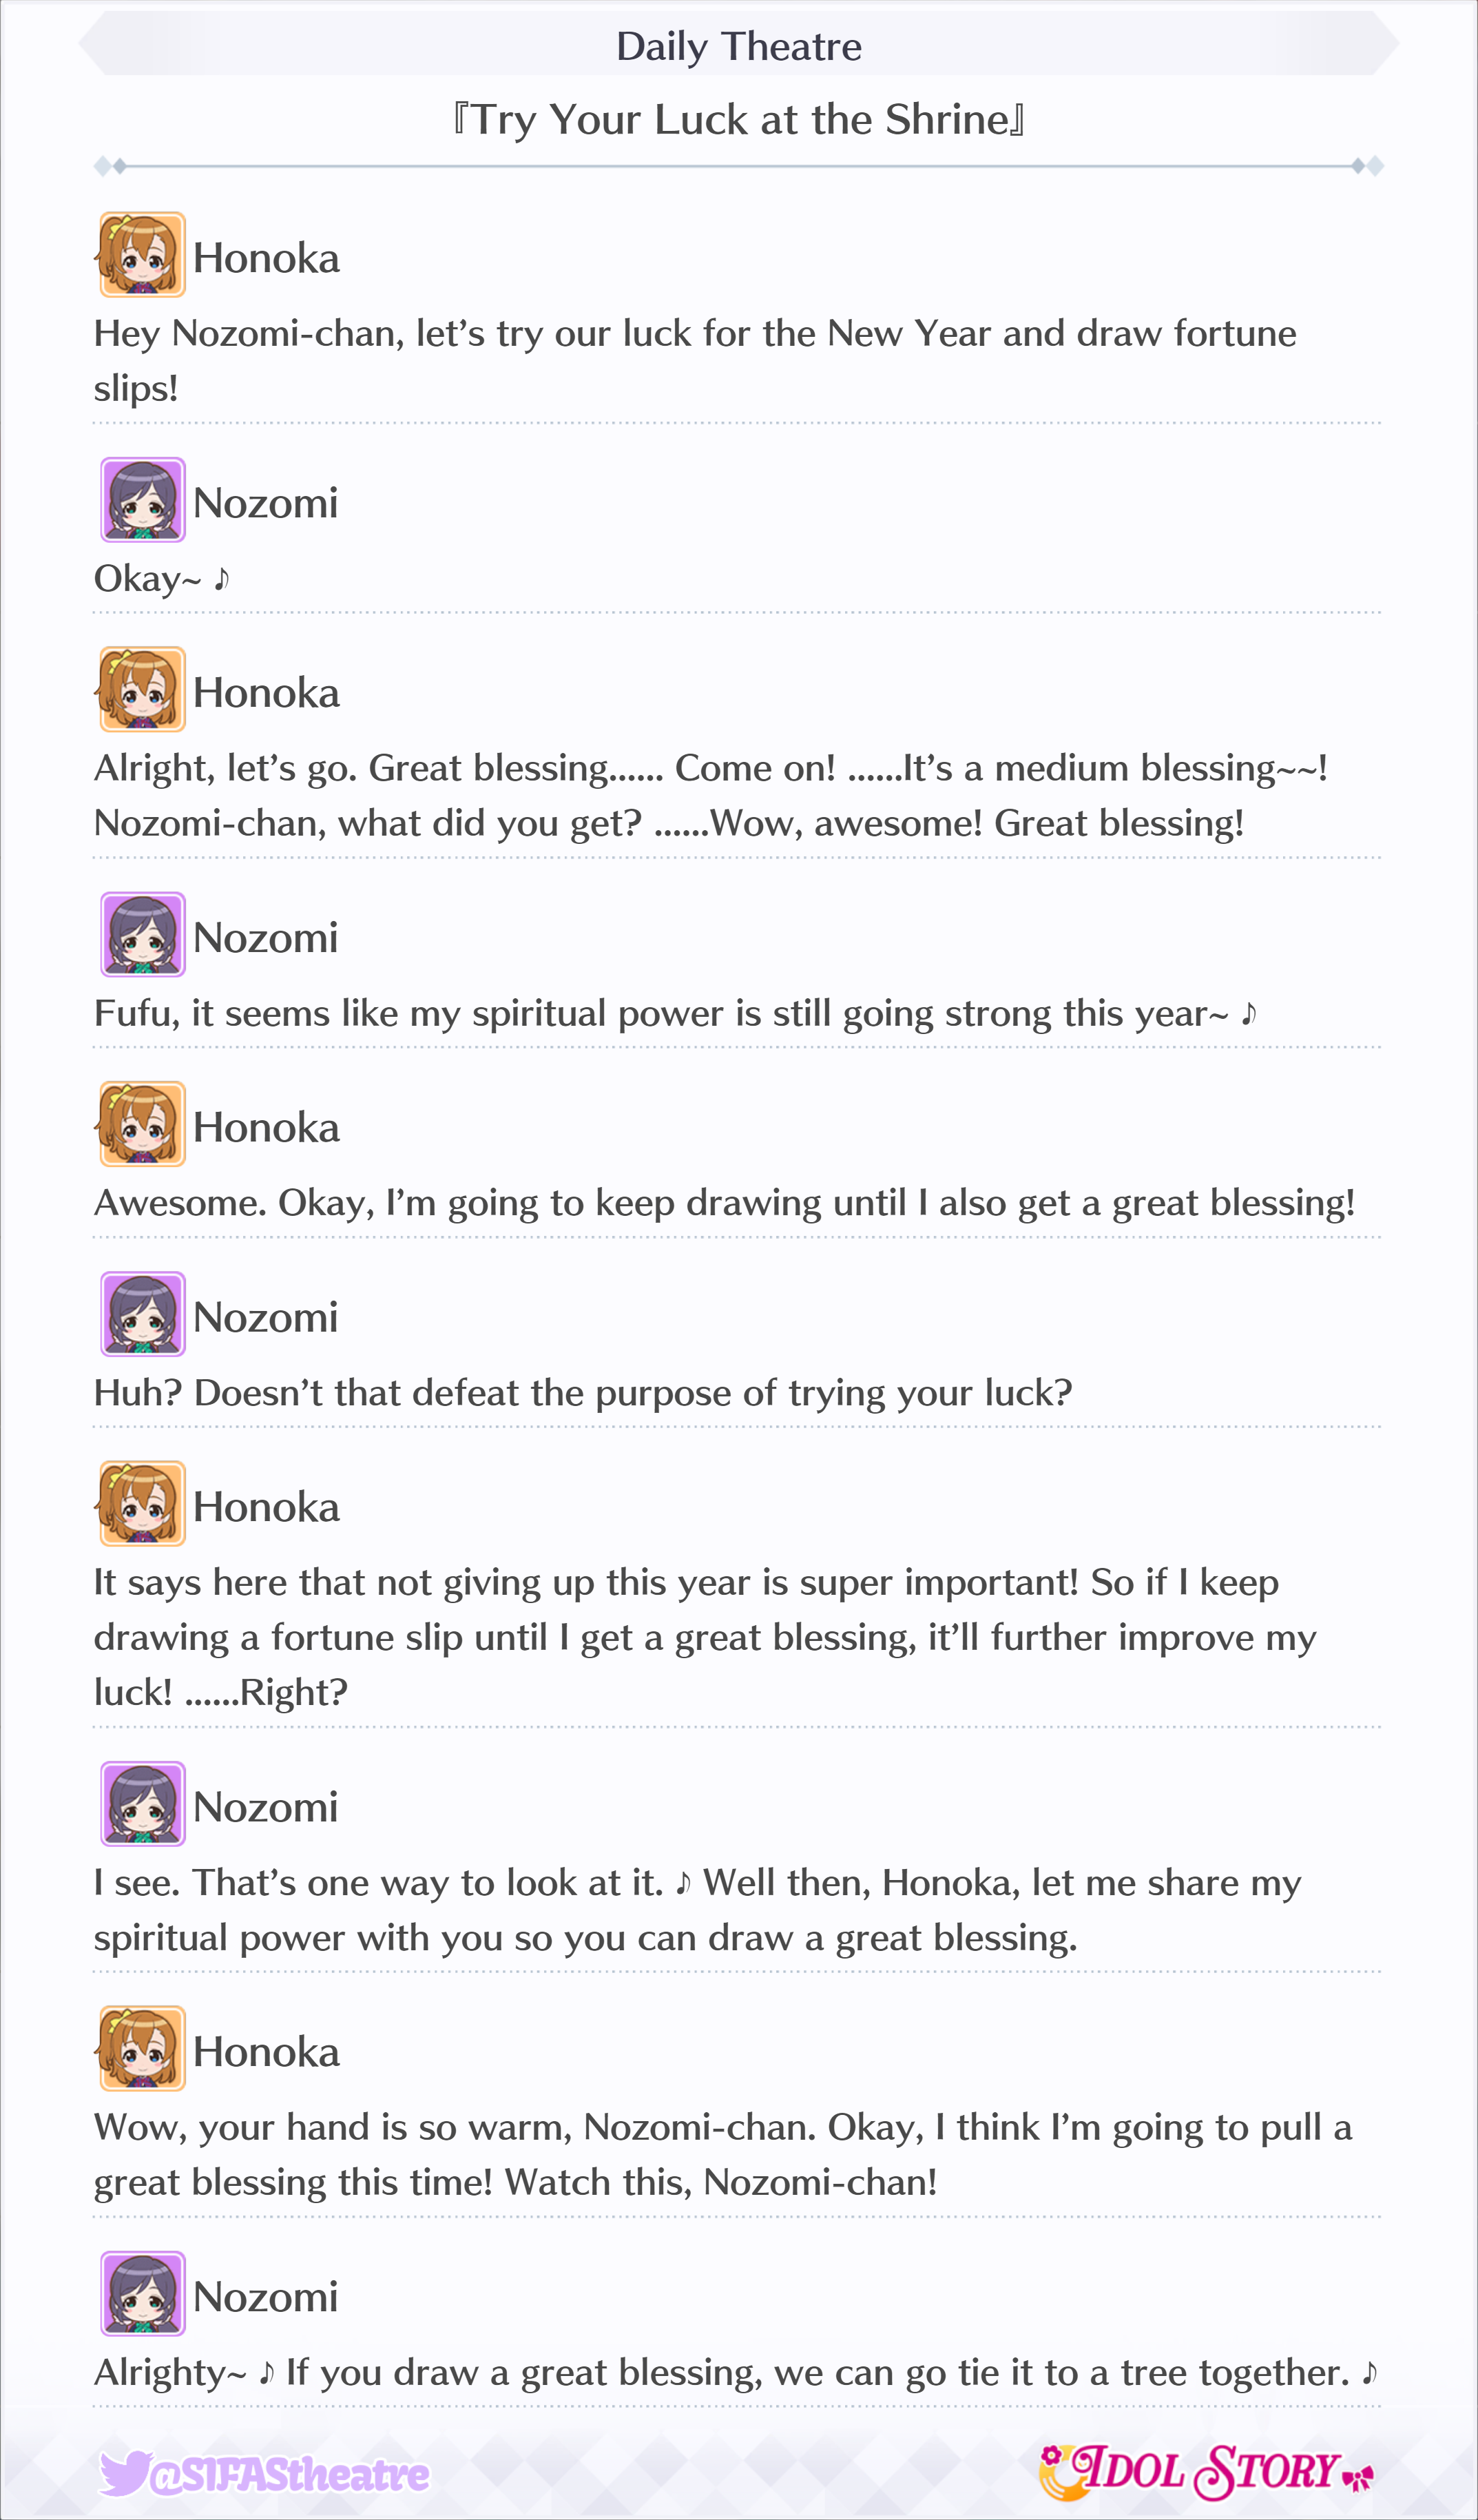 Daily Theatre
『Try Your Luck at the Shrine』
Honoka
Hey Nozomi-chan, let’s try our luck for the New Year and draw fortune
slips!
Nozomi
Okay~ ♪
Honoka
Alright, let’s go. Great blessing...... Come on! ......It’s a medium blessing~~!
Nozomi-chan, what did you get? ......Wow, awesome! Great blessing!
Nozomi
Fufu, it seems like my spiritual power is still going strong this year~ ♪
Honoka
Awesome. Okay, I’m going to keep drawing until I also get a great blessing!
Nozomi
Huh? Doesn’t that defeat the purpose of trying your luck?
Honoka
It says here that not giving up this year is super important! So if I keep
drawing a fortune slip until I get a great blessing, it’ll further improve my
luck! ......Right?
Nozomi
I see. That’s one way to look at it. ♪ Well then, Honoka, let me share my
spiritual power with you so you can draw a great blessing.
Honoka
Wow, your hand is so warm, Nozomi-chan. Okay, I think I’m going to pull a
great blessing this time! Watch this, Nozomi-chan!
Nozomi
Alrighty~ ♪ If you draw a great blessing, we can go tie it to a tree together. ♪
@SIFAStheatre
IDOL STORY